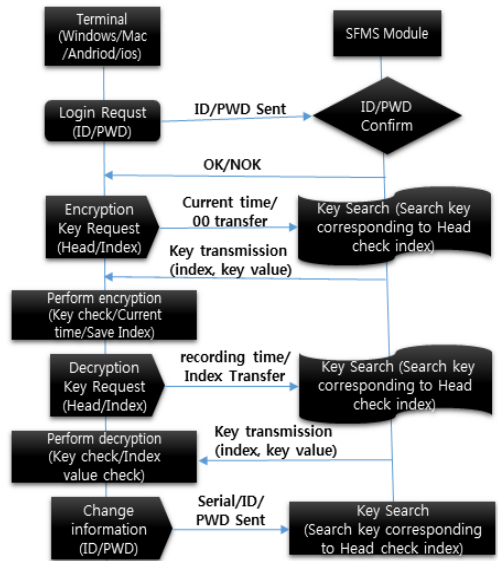 Terminal
(Windows/Mac
/Andriod/ios)
SFMS Module
Login Requst
(ID/PWD)
ID/PWD Sent
ID/PWD
Confirm
OK/NOK
Encryption
Key Request
(Head/Index)
Current time/
00 transfer
Key Search (Search key
corresponding to Head
check index)
Key transmission
(index, key value)
Perform encryption
(Key check/Current
time/Save Index)
Decryption
Key Request
(Head/Index)
recording time/
Index Transfer
Key Search (Search key
corresponding to Head
check index)
Key transmission
(index, key value)
Perform decryption
(Key check/Index
value check)
Change
information
(ID/PWD)
Serial/ID/
PWD Sent
Key Search
(Search key corresponding
to Head check index)